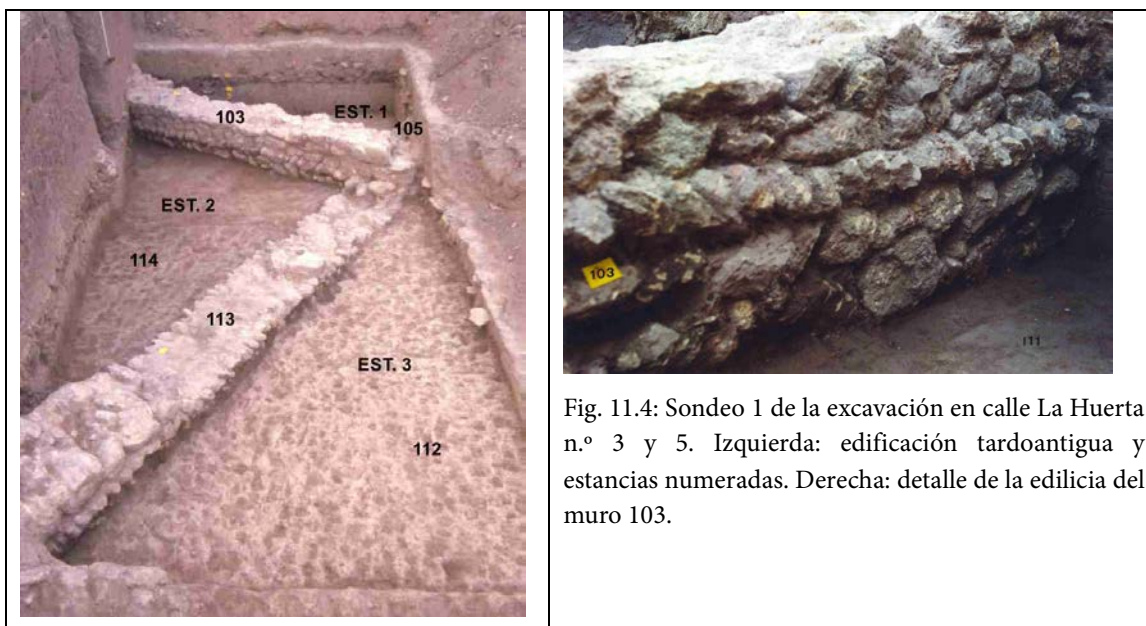 103
EST. 1
105
EST. 2
114
113
EST. 3
112
103
111
Fig. 11.4: Sondeo 1 de la excavación en calle La Huerta
n.º 3 y 5. Izquierda: edificación tardoantigua y
estancias numeradas. Derecha: detalle de la edilicia del
muro 103.